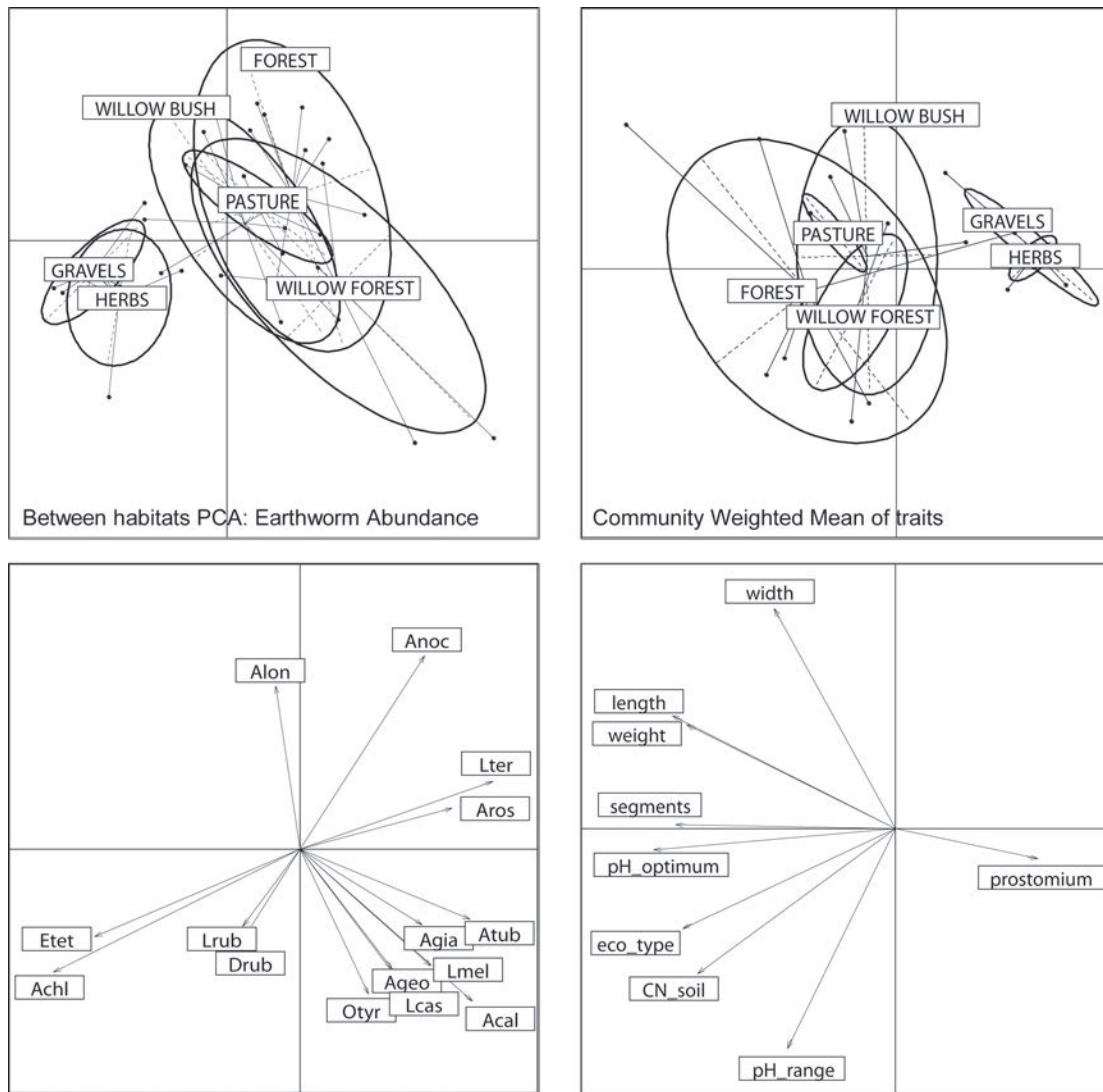 FOREST
WILLOW BUSH
PASTURE
GRAVELS
HERBS
WILLOW FOREST
Between habitats PCA: Earthworm Abundance
WILLOW BUSH
GRAVELS
PASTURE
HERBS
FOREST
WILLOW FOREST
Community Weighted Mean of traits
Anoc
Alon
Lter
Aros
Etet
Lrub
Agia
Atub
Drub
Lmel
Achl
Ageo
Lcas
Otyr
Acal
width
length
weight
segments
pH_optimum
prostomium
eco_type
CN_soil
pH_range